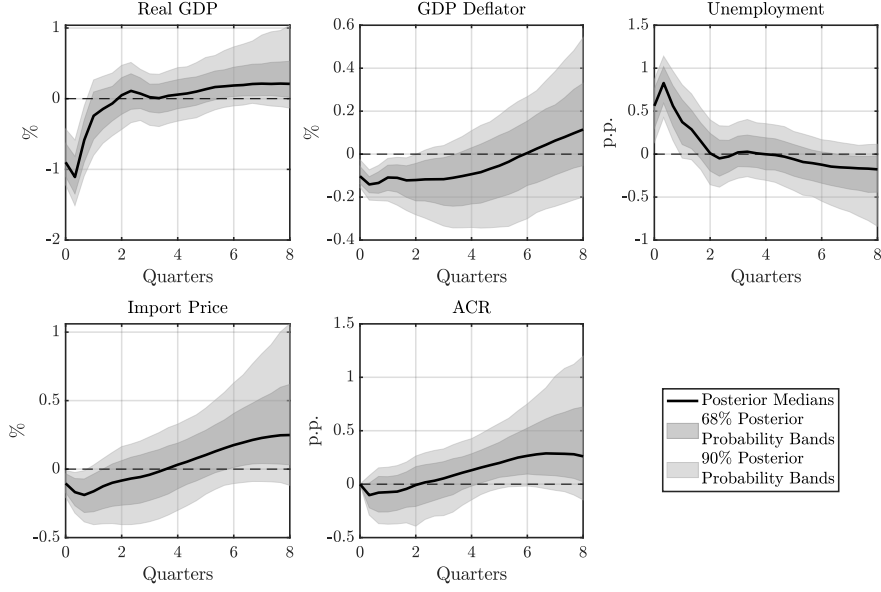 Real GDP
1
0
-1
-2
%
0 2 4 6 8
Quarters
GDP Deflator
0.6
0.4
0.2
0
-0.2
0.4
%
0 2 4 6 8
Quarters
Unemployment
1.5
1
0.5
0
-0.5
-1
p.p.
0 2 4 6 8
Quarters
Import Price
1
0.5
0
-0.5
%
0 2 4 6 8
Quarters
ACR
1.5
1
0.5
0
-0.5
p.p.
0 2 4 6 8
Quarters
Posterior Medians
68% Posterior
Probability Bands
90% Posterior
Probability Bands